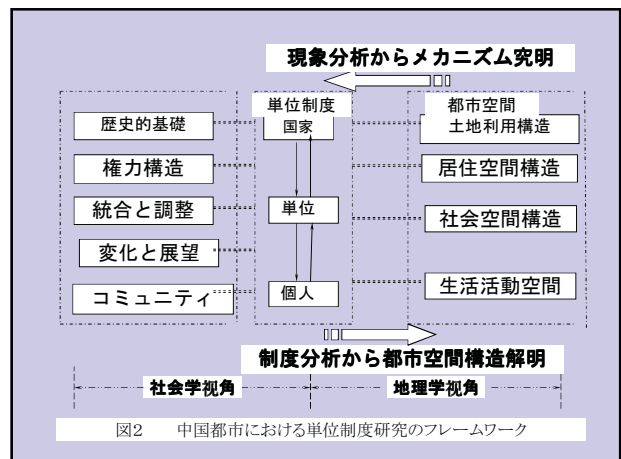 現象分析からメカニズム究明
単位制度
国家
単位
個人
歴史的基礎
権力構造
統合と調整
変化と展望
コミュニティ
都市空間
土地利用構造
居住空間構造
社会空間構造
生活活動空間
制度分析から都市空間構造解明
社会学视角
地理学视角
図2 中国都市における単位制度研究のフレームワーク